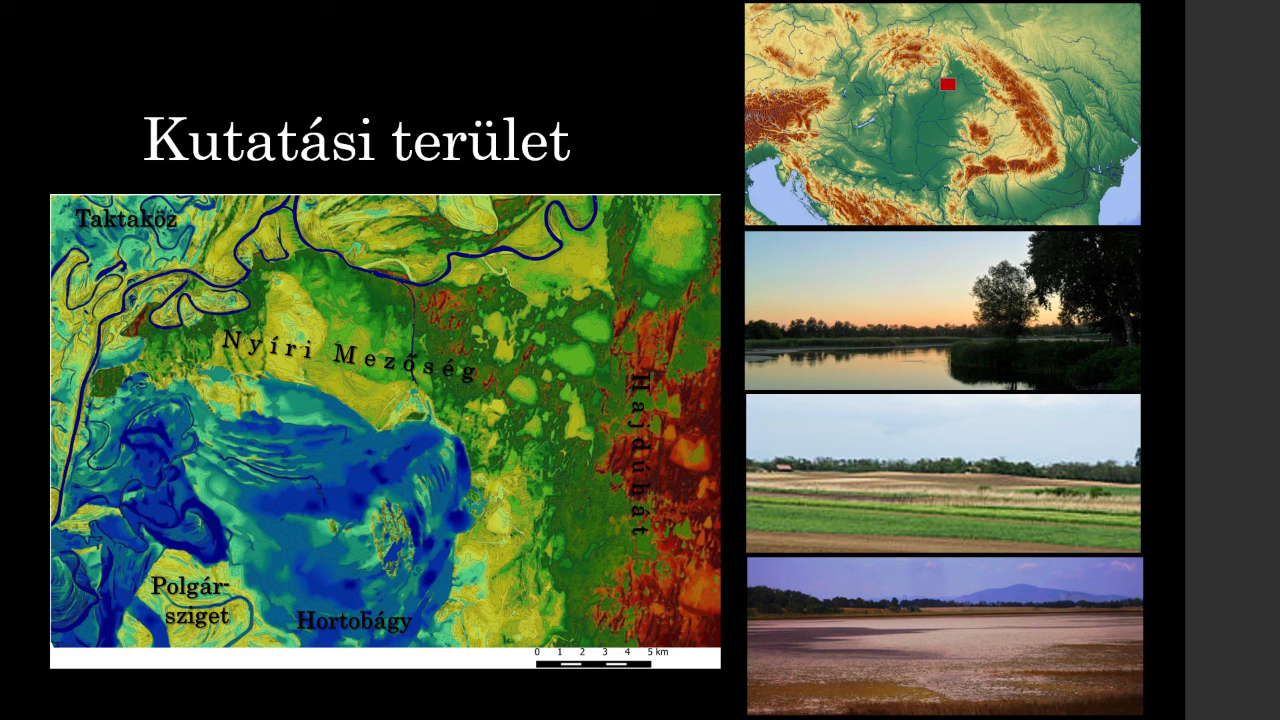 Kutatási terület
Taktaköz
Nyíri Mezőség
Hajdúhát
Polgár-
sziget
Hortobágy
0 1 2 3 4 5 km